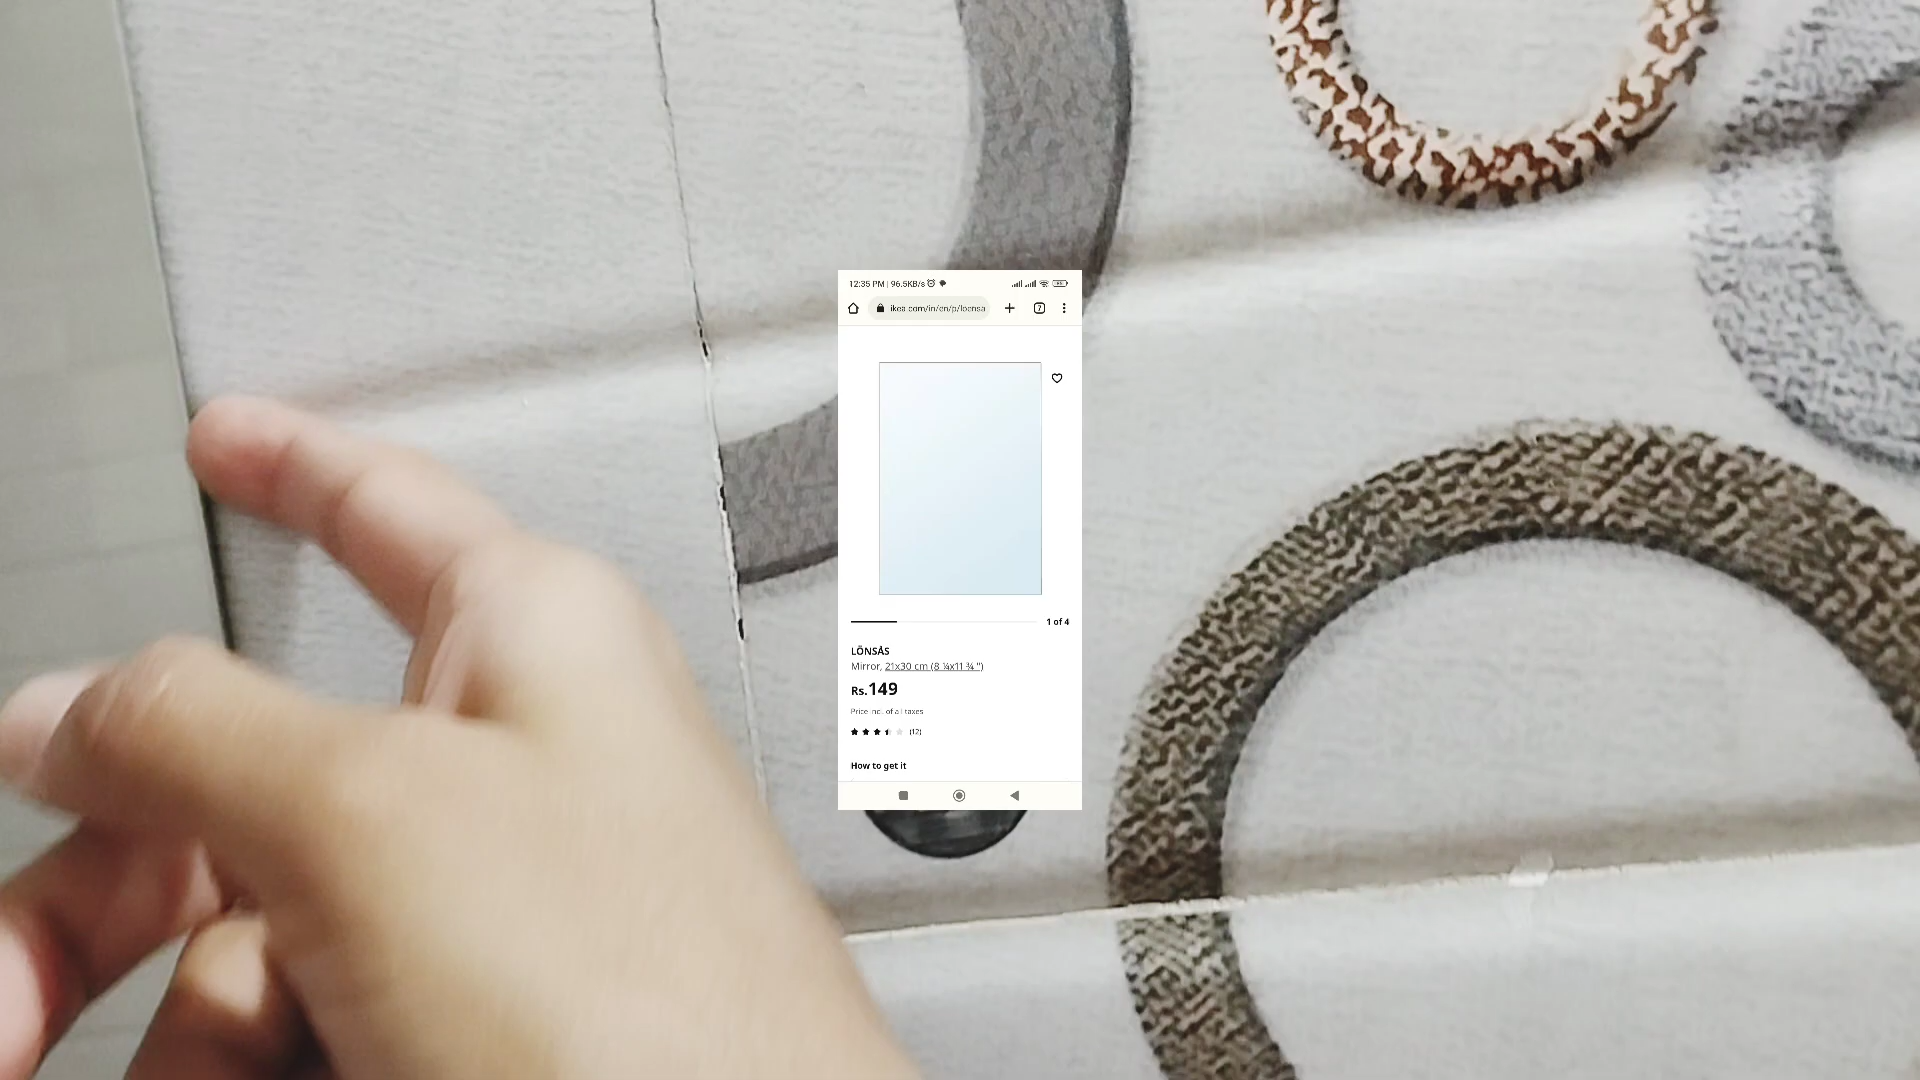 12:35 PM | 96.5KB/s
ikea.com/in/en/p/loensa
7
1 of 4
LÖNSÅS
Mirror, 21x30 cm (8 ¼x11 ¾ ")
Rs.149
Price incl. of all taxes
(12)
How to get it